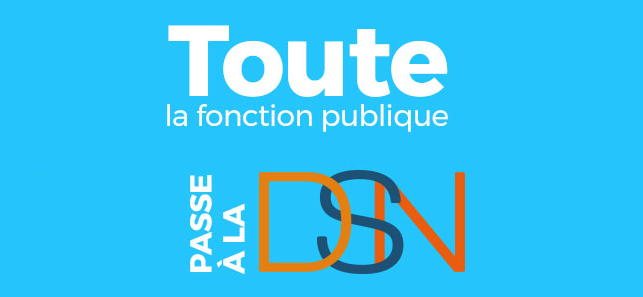 Toute
la fonction publique
PASSE
À LA
DSN